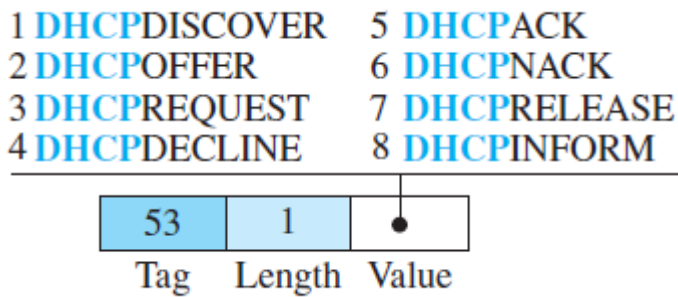 1 DHCPDISCOVER 5 DHCPACK
2 DHCPOFFER 6 DHCPNACK
3 DHCPREQUEST 7 DHCPRELEASE
4 DHCPDECLINE 8 DHCPINFORM
53 1
Tag Length Value